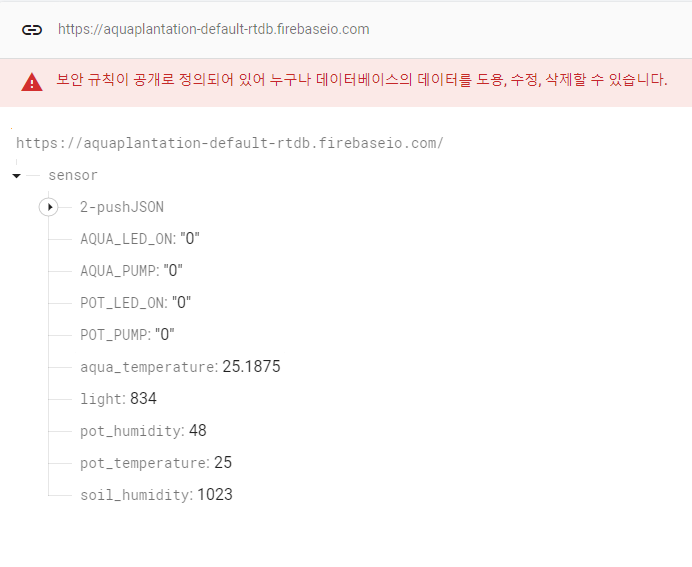 https://aquaplantation-default-rtdb.firebaseio.com
보안 규칙이 공개로 정의되어 있어 누구나 데이터베이스의 데이터를 도용, 수정, 삭제할 수 있습니다.
https://aquaplantation-default-rtdb.firebaseio.com/
sensor
2-pushJSON
AQUA_LED_ON: "0"
AQUA_PUMP: "0"
POT_LED_ON: "0"
POT_PUMP: "0"
aqua_temperature: 25.1875
light: 834
pot_humidity: 48
pot_temperature: 25
soil_humidity: 1023